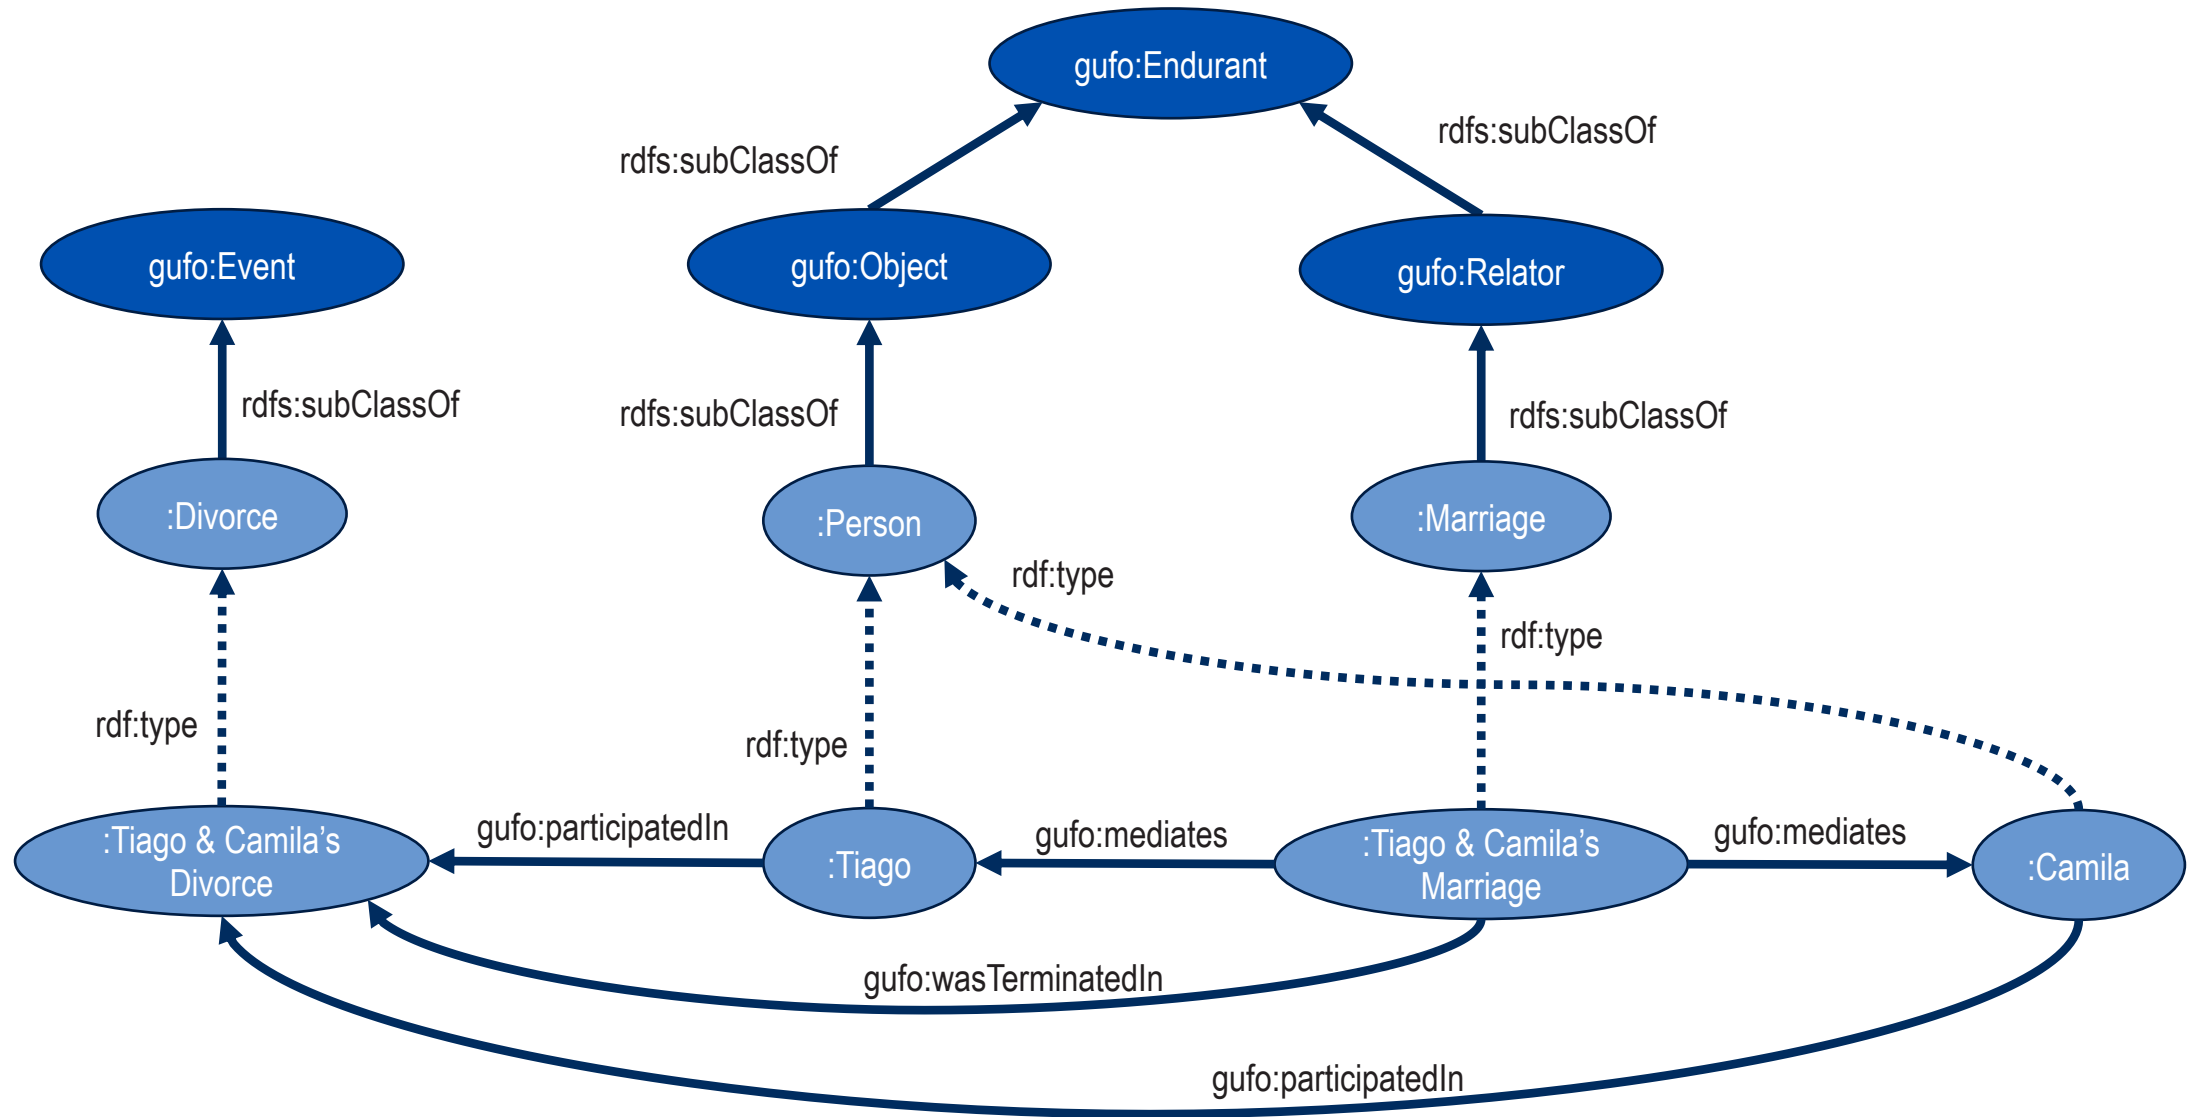 gufo:Endurant
rdfs:subClassOf
rdfs:subClassOf
gufo:Event
gufo:Object
gufo:Relator
rdfs:subClassOf
rdfs:subClassOf
rdfs:subClassOf
:Divorce
:Person
:Marriage
rdf:type
rdf:type
rdf:type
rdf:type
:Tiago & Camila’s
Divorce
gufo:participatedIn
:Tiago
gufo:mediates
:Tiago & Camila’s
Marriage
gufo:mediates
:Camila
gufo:wasTerminatedIn
gufo:participatedIn